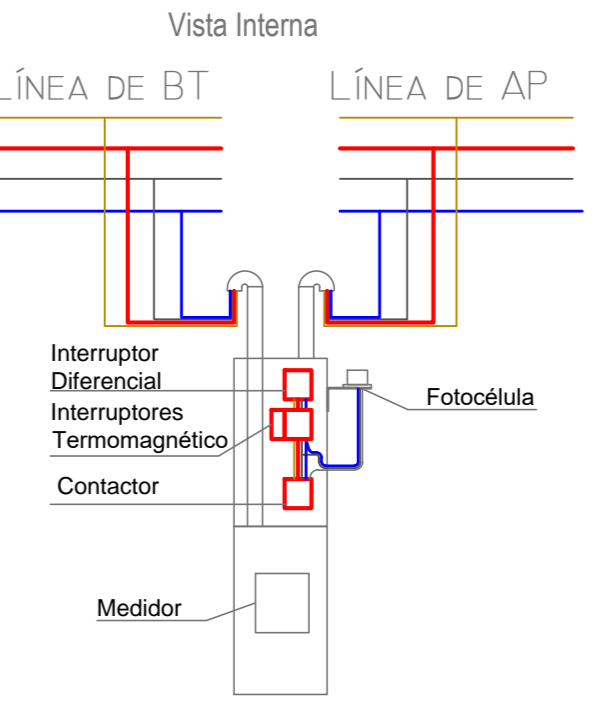 Vista Interna
LÍNEA DE BT
LÍNEA DE AP
Interruptor
Diferencial
Interruptores
Termomagnético
Fotocélula
Contactor
Medidor